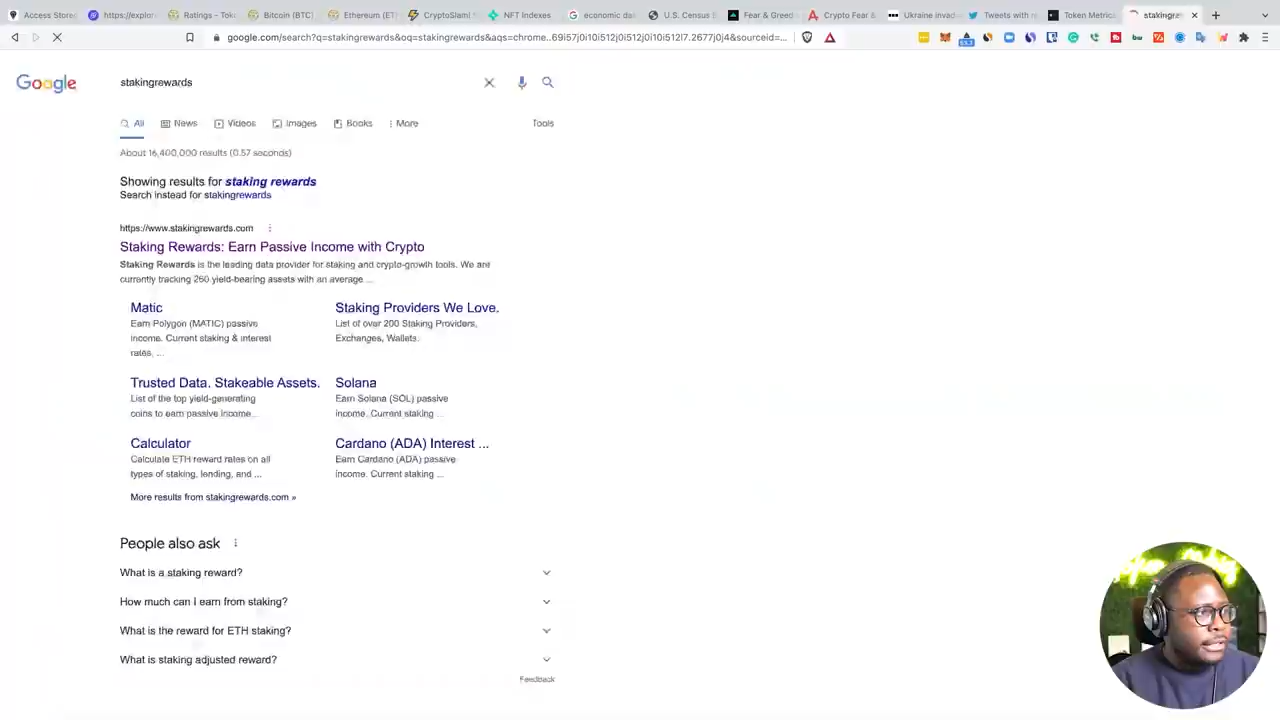 Access Stored
https://explor
Ratings – Tok
Bitcoin (BTC)
Ethereum (ET
CryptoSlam!
NFT Indexes
economic da
U.S. Census B
Fear & Greed
Crypto Fear &
Ukraine invad
Tweets with re
Token Metrics
stakingrew
google.com/search?q=stakingrewards&oq=stakingrewards&aqs=chrome..69i57j0i10i512j0i512j0i10i512l7.2677j0j4&sourceid=...
Google
stakingrewards
All
News
Videos
Images
Books
More
Tools
About 16,400,000 results (0.57 seconds)
Showing results for staking rewards
Search instead for stakingrewards
https://www.stakingrewards.com
Staking Rewards: Earn Passive Income with Crypto
Staking Rewards is the leading data provider for staking and crypto-growth tools. We are
currently tracking 260 yield-bearing assets with an average ...
Matic
Earn Polygon (MATIC) passive
income. Current staking & interest
rates, ...
Staking Providers We Love.
List of over 200 Staking Providers,
Exchanges, Wallets.
Trusted Data. Stakeable Assets.
List of the top yield-generating
coins to earn passive income...
Solana
Earn Solana (SOL) passive
income. Current staking ...
Calculator
Calculate ETH reward rates on all
types of staking, lending, and ...
Cardano (ADA) Interest ...
Earn Cardano (ADA) passive
income. Current staking ...
More results from stakingrewards.com »
People also ask
What is a staking reward?
How much can I earn from staking?
What is the reward for ETH staking?
What is staking adjusted reward?
Feedback